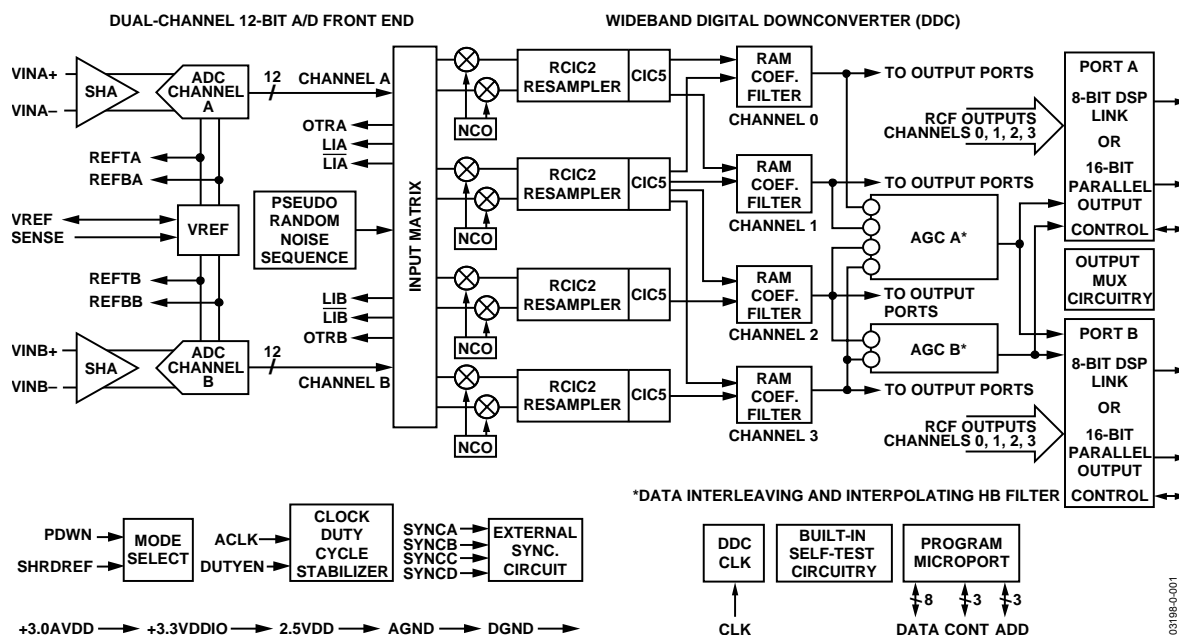 DUAL-CHANNEL 12-BIT A/D FRONT END
WIDEBAND DIGITAL DOWNCONVERTER (DDC)
VINA+
VINA–
SHA
ADC
CHANNEL
A
12
CHANNEL A
OTRA
LIA
LIA
REFTA
REFBA
VREF
SENSE
VREF
PSEUDO
RANDOM
NOISE
SEQUENCE
REFTB
REFBB
LIB
LIB
OTRB
VINB+
VINB–
SHA
ADC
CHANNEL
B
12
CHANNEL B
INPUT MATRIX
NCO
NCO
NCO
NCO
RCIC2
RESAMPLER
CIC5
RCIC2
RESAMPLER
CIC5
RCIC2
RESAMPLER
CIC5
RCIC2
RESAMPLER
CIC5
RAM
COEF.
FILTER
CHANNEL 0
RAM
COEF.
FILTER
CHANNEL 1
RAM
COEF.
FILTER
CHANNEL 2
RAM
COEF.
FILTER
CHANNEL 3
TO OUTPUT PORTS
RCF OUTPUTS
CHANNELS 0, 1, 2, 3
TO OUTPUT PORTS
AGC A*
TO OUTPUT
PORTS
AGC B*
TO OUTPUT PORTS
RCF OUTPUTS
CHANNELS 0, 1, 2, 3
PORT A
8-BIT DSP
LINK
OR
16-BIT
PARALLEL
OUTPUT
CONTROL
OUTPUT
MUX
CIRCUITRY
PORT B
8-BIT DSP
LINK
OR
16-BIT
PARALLEL
OUTPUT
CONTROL
*DATA INTERLEAVING AND INTERPOLATING HB FILTER
PDWN
SHRDREF
MODE
SELECT
ACLK
DUTYEN
CLOCK
DUTY
CYCLE
STABILIZER
SYNCA
SYNCB
SYNCC
SYNCD
EXTERNAL
SYNC.
CIRCUIT
DDC
CLK
CLK
BUILT-IN
SELF-TEST
CIRCUITRY
PROGRAM
MICROPORT
8
3
3
DATA CONT ADD
+3.0AVDD
+3.3VDDIO
2.5VDD
AGND
DGND
03198-0-001